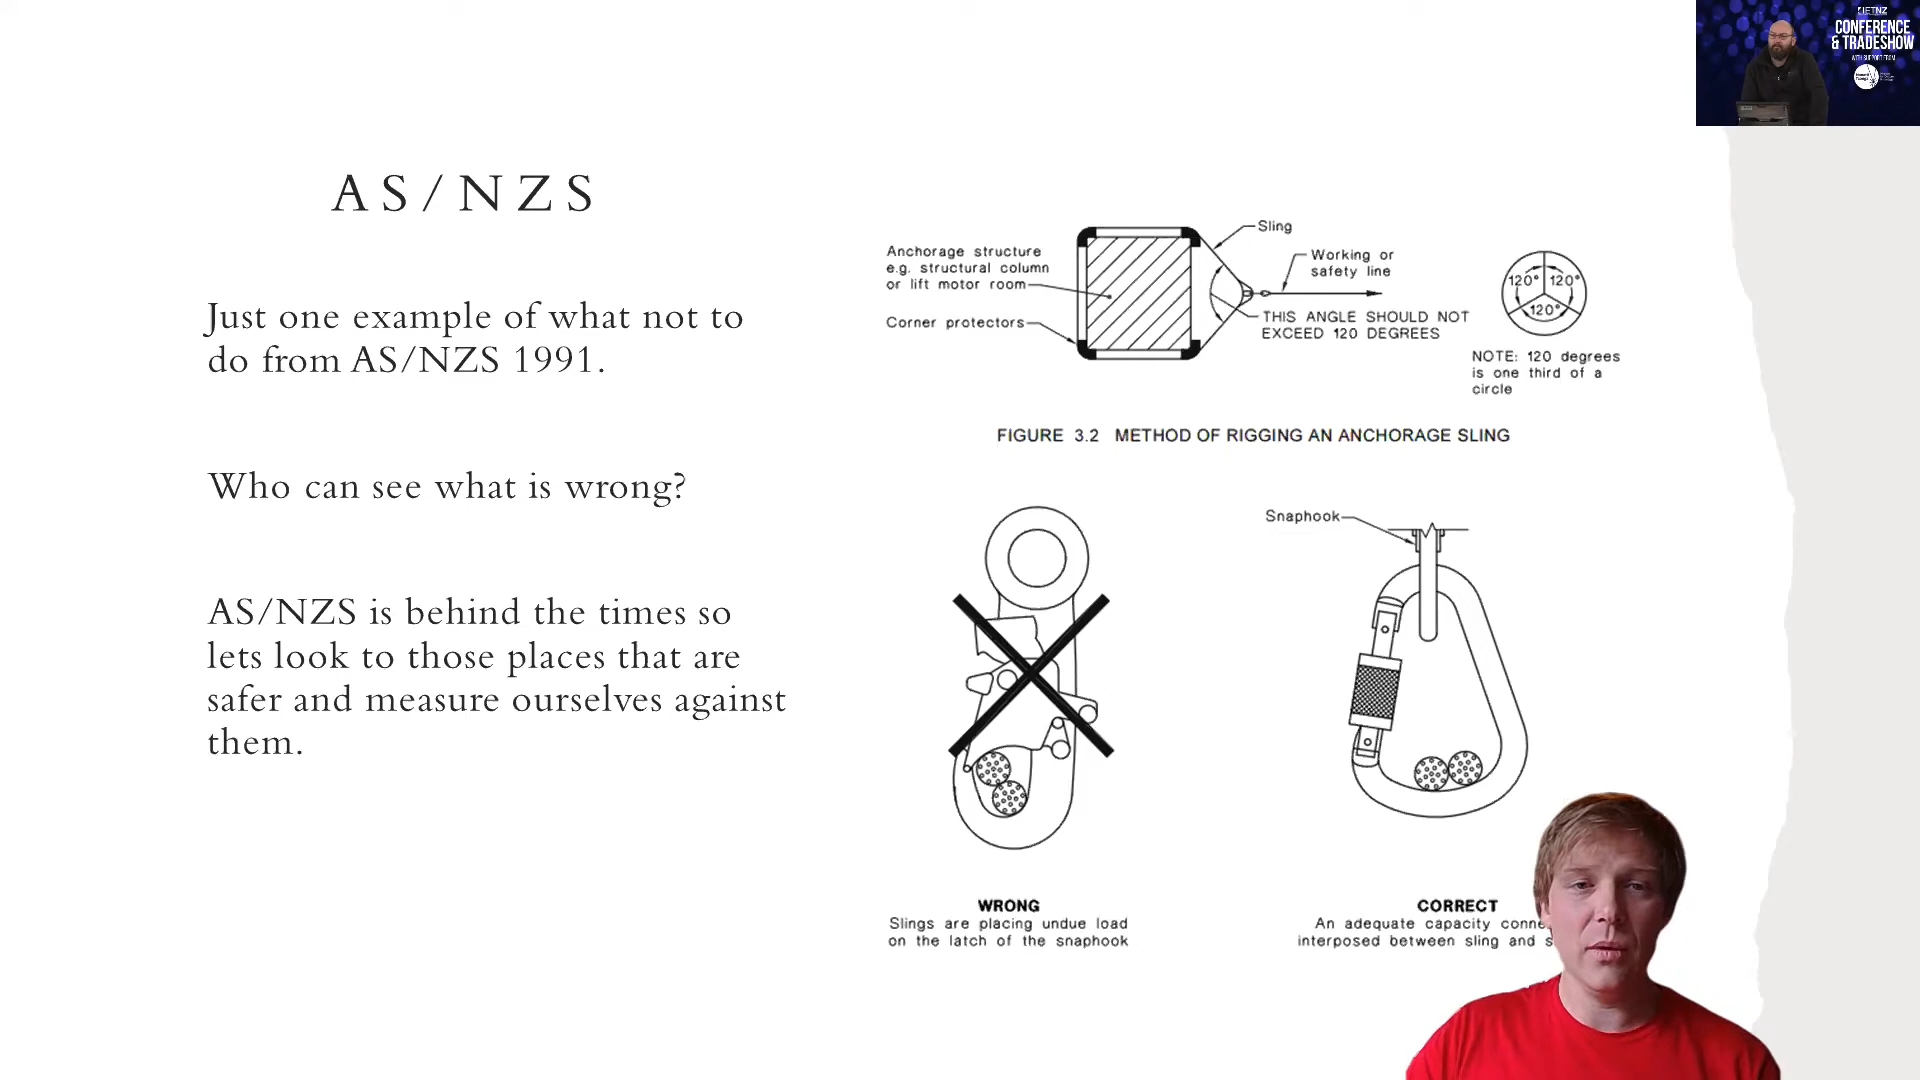 AS/NZS
Just one example of what not to
do from AS/NZS 1991.
Who can see what is wrong?
AS/NZS is behind the times so
lets look to those places that are
safer and measure ourselves against
them.
Anchorage structure
e.g. structural column
or lift motor room
Corner protectors
Sling
Working or
safety line
THIS ANGLE SHOULD NOT
EXCEED 120 DEGREES
120° 120°
120°
NOTE: 120 degrees
is one third of a
circle
FIGURE 3.2 METHOD OF RIGGING AN ANCHORAGE SLING
Snaphook
WRONG
Slings are placing undue load
on the latch of the snaphook
CORRECT
An adequate capacity conne
interposed between sling and s
ETNZ
CONFERENCE
& TRADESHOW
WITH SUPPORT FROM